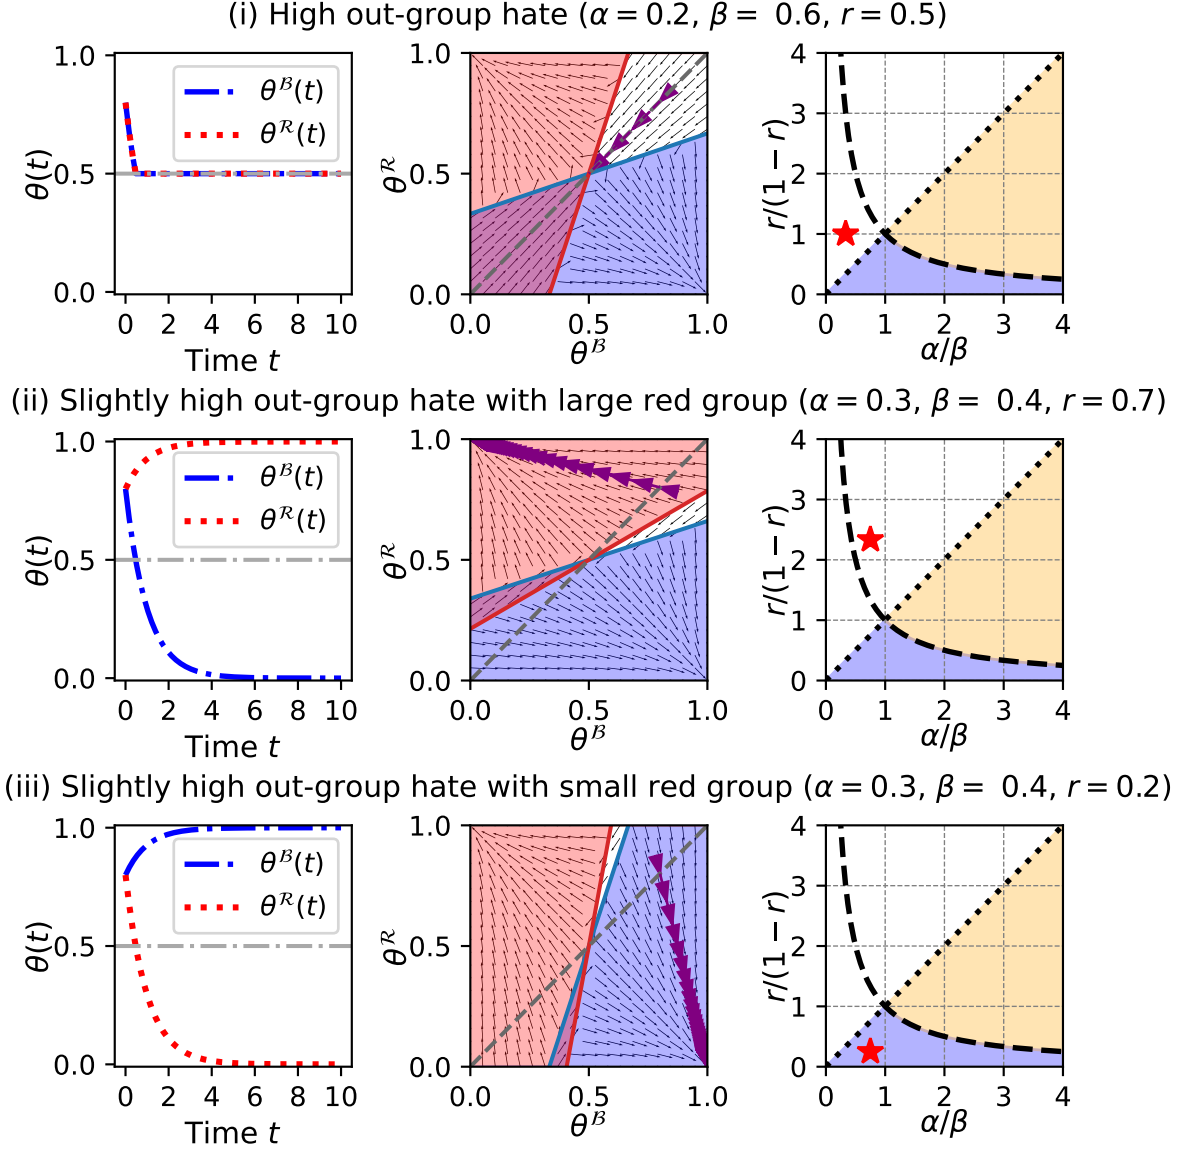 (i) High out-group hate (α = 0.2, β = 0.6, r = 0.5)
1.0
0.5
0.0
θ(t)
θ^ℬ(t)
θ^ℛ(t)
0 2 4 6 8 10
Time t
1.0
0.5
0.0
θ^ℛ
0.0 0.5 1.0
θ^ℬ
4
3
2
1
0
r/(1 − r)
0 1 2 3 4
α/β
(ii) Slightly high out-group hate with large red group (α = 0.3, β = 0.4, r = 0.7)
1.0
0.5
0.0
θ(t)
θ^ℬ(t)
θ^ℛ(t)
0 2 4 6 8 10
Time t
1.0
0.5
0.0
θ^ℛ
0.0 0.5 1.0
θ^ℬ
4
3
2
1
0
r/(1 − r)
0 1 2 3 4
α/β
(iii) Slightly high out-group hate with small red group (α = 0.3, β = 0.4, r = 0.2)
1.0
0.5
0.0
θ(t)
θ^ℬ(t)
θ^ℛ(t)
0 2 4 6 8 10
Time t
1.0
0.5
0.0
θ^ℛ
0.0 0.5 1.0
θ^ℬ
4
3
2
1
0
r/(1 − r)
0 1 2 3 4
α/β